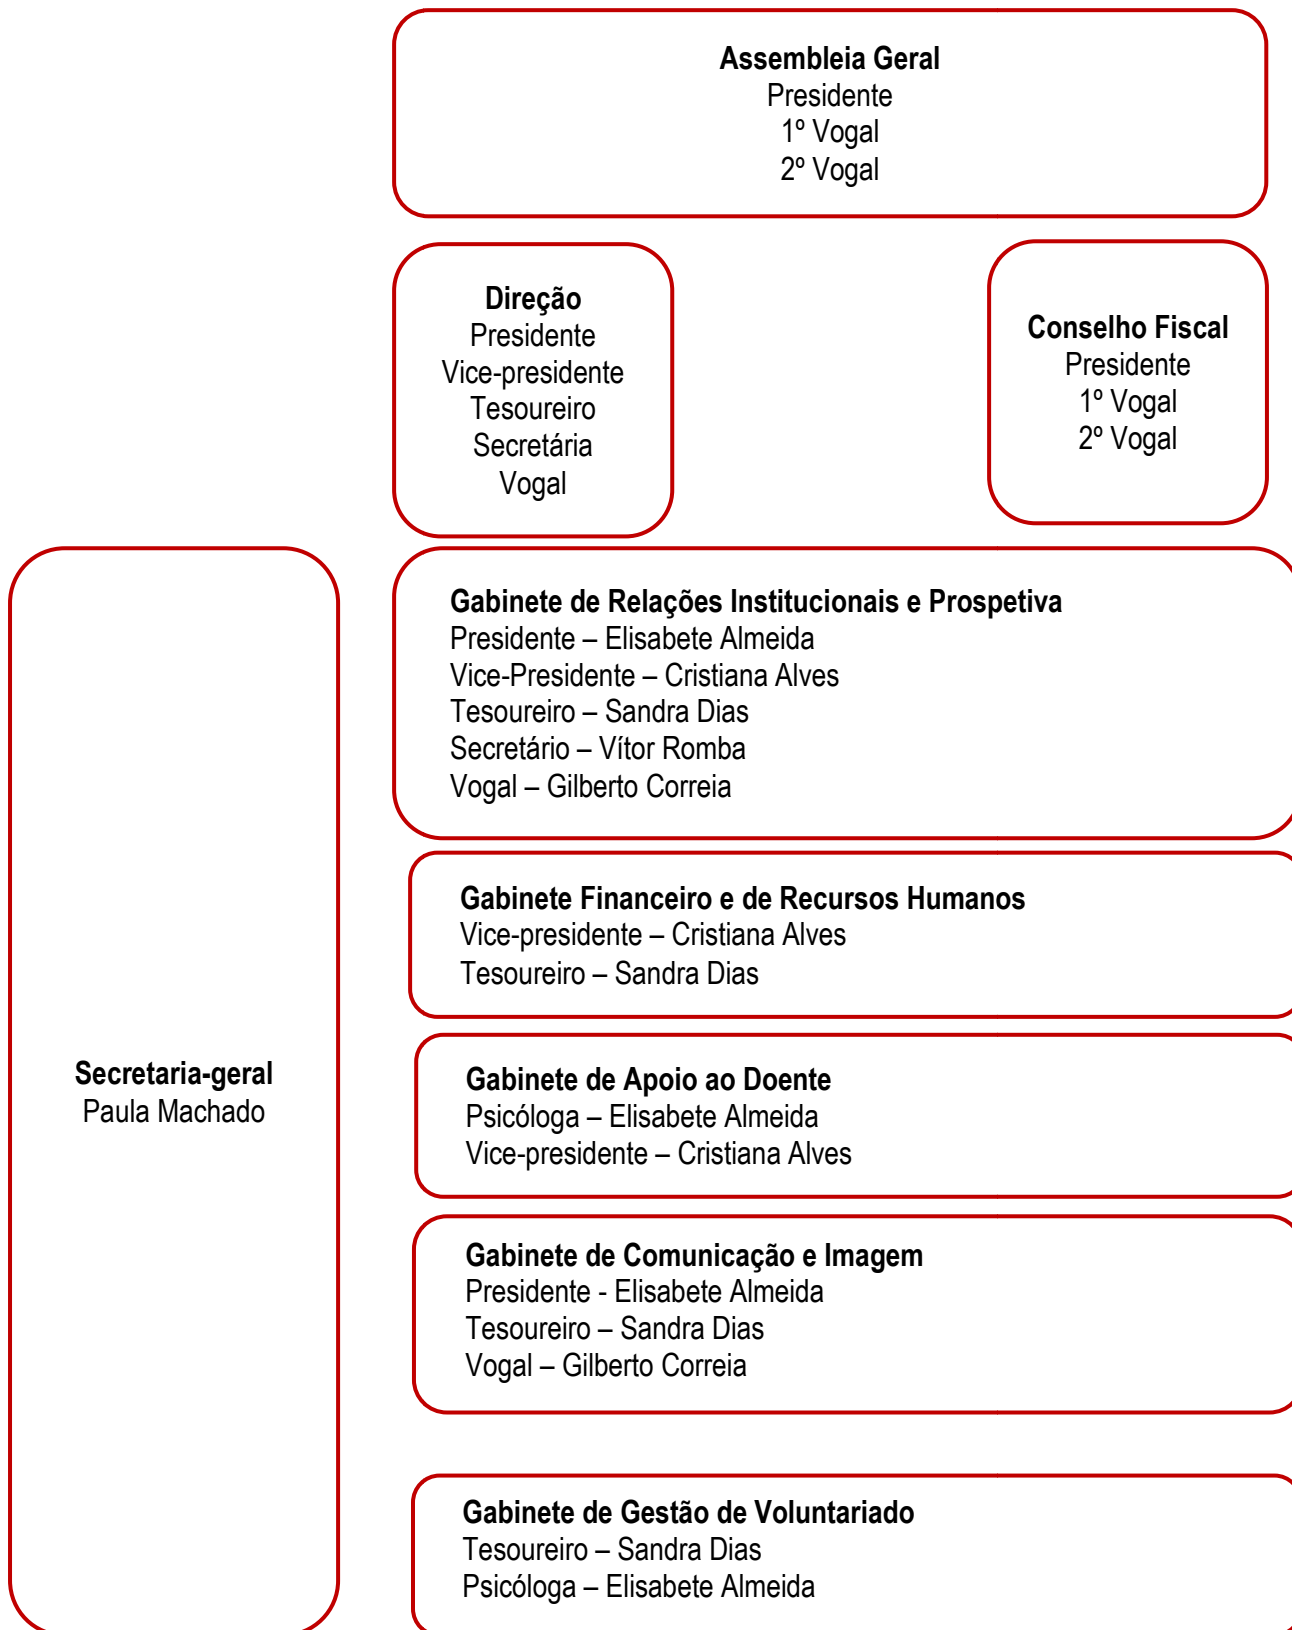 Assembleia Geral
Presidente
1º Vogal
2º Vogal
Direção
Presidente
Vice-presidente
Tesoureiro
Secretária
Vogal
Conselho Fiscal
Presidente
1º Vogal
2º Vogal
Secretaria-geral
Paula Machado
Gabinete de Relações Institucionais e Prospetiva
Presidente – Elisabete Almeida
Vice-Presidente – Cristiana Alves
Tesoureiro – Sandra Dias
Secretário – Vítor Romba
Vogal – Gilberto Correia
Gabinete Financeiro e de Recursos Humanos
Vice-presidente – Cristiana Alves
Tesoureiro – Sandra Dias
Gabinete de Apoio ao Doente
Psicóloga – Elisabete Almeida
Vice-presidente – Cristiana Alves
Gabinete de Comunicação e Imagem
Presidente - Elisabete Almeida
Tesoureiro – Sandra Dias
Vogal – Gilberto Correia
Gabinete de Gestão de Voluntariado
Tesoureiro – Sandra Dias
Psicóloga – Elisabete Almeida